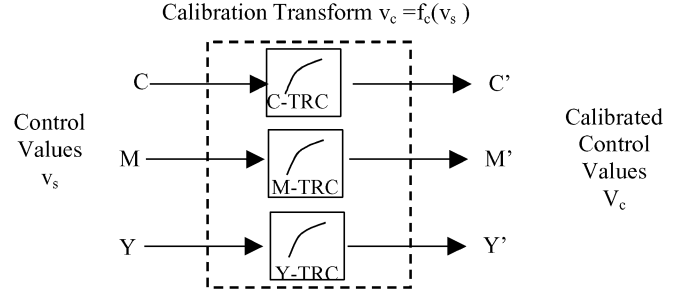 Calibration Transform v_c =f_c(v_s )
C
C-TRC
C'
Control
Values
v_s
M
M-TRC
M'
Calibrated
Control
Values
V_c
Y
Y-TRC
Y'